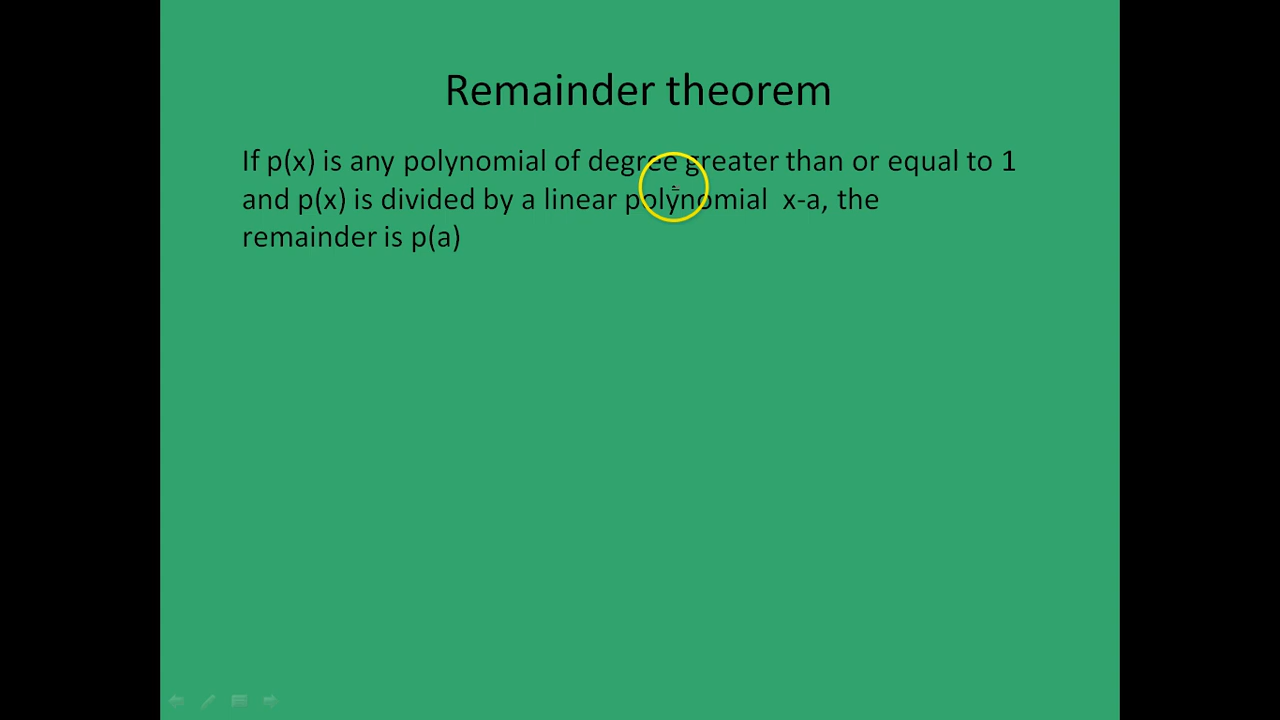 Remainder theorem
If p(x) is any polynomial of degree greater than or equal to 1
and p(x) is divided by a linear polynomial  x-a, the
remainder is p(a)